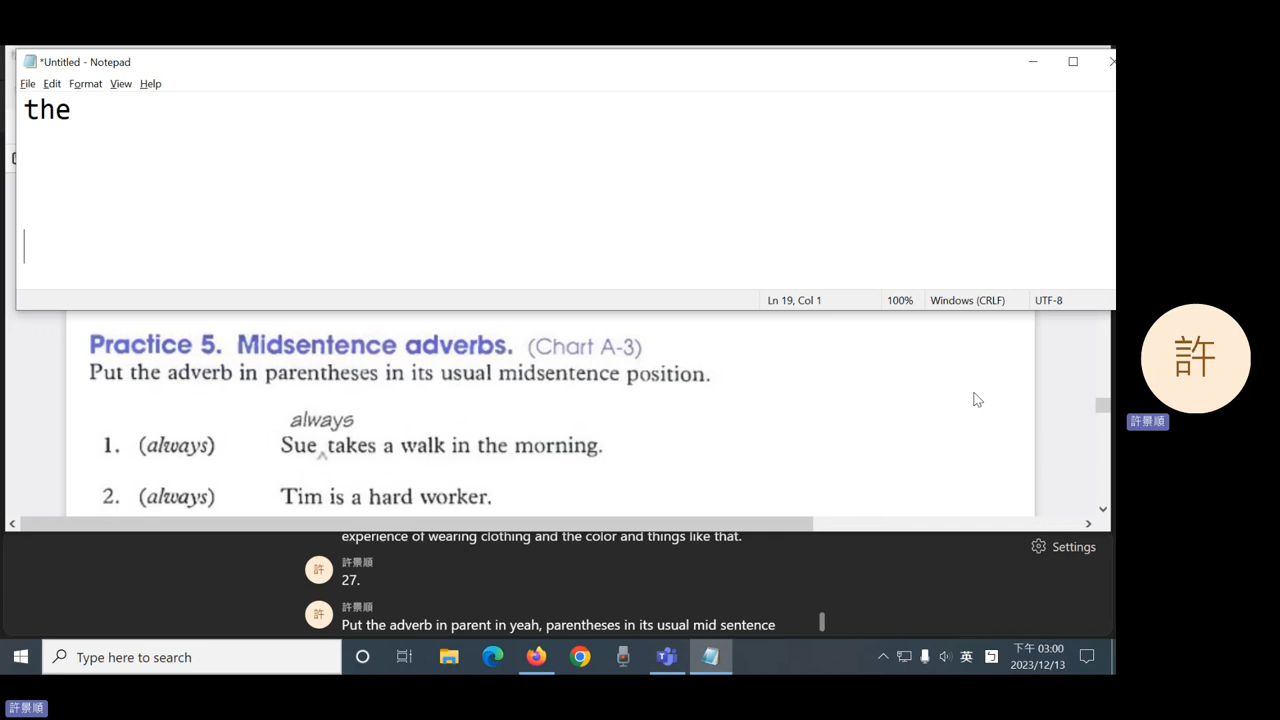 *Untitled - Notepad
File Edit Format View Help
the
Ln 19, Col 1 100% Windows (CRLF) UTF-8
Practice 5. Midsentence adverbs. (Chart A-3)
Put the adverb in parentheses in its usual midsentence position.
always
1. (always) Sue ^ takes a walk in the morning.
2. (always) Tim is a hard worker.
許
許景順
experience of wearing clothing and the color and things like that.
Settings
許景順
許
27.
許景順
許
Put the adverb in parent in yeah, parentheses in its usual mid sentence
Type here to search
英
下午 03:00
2023/12/13
許景順